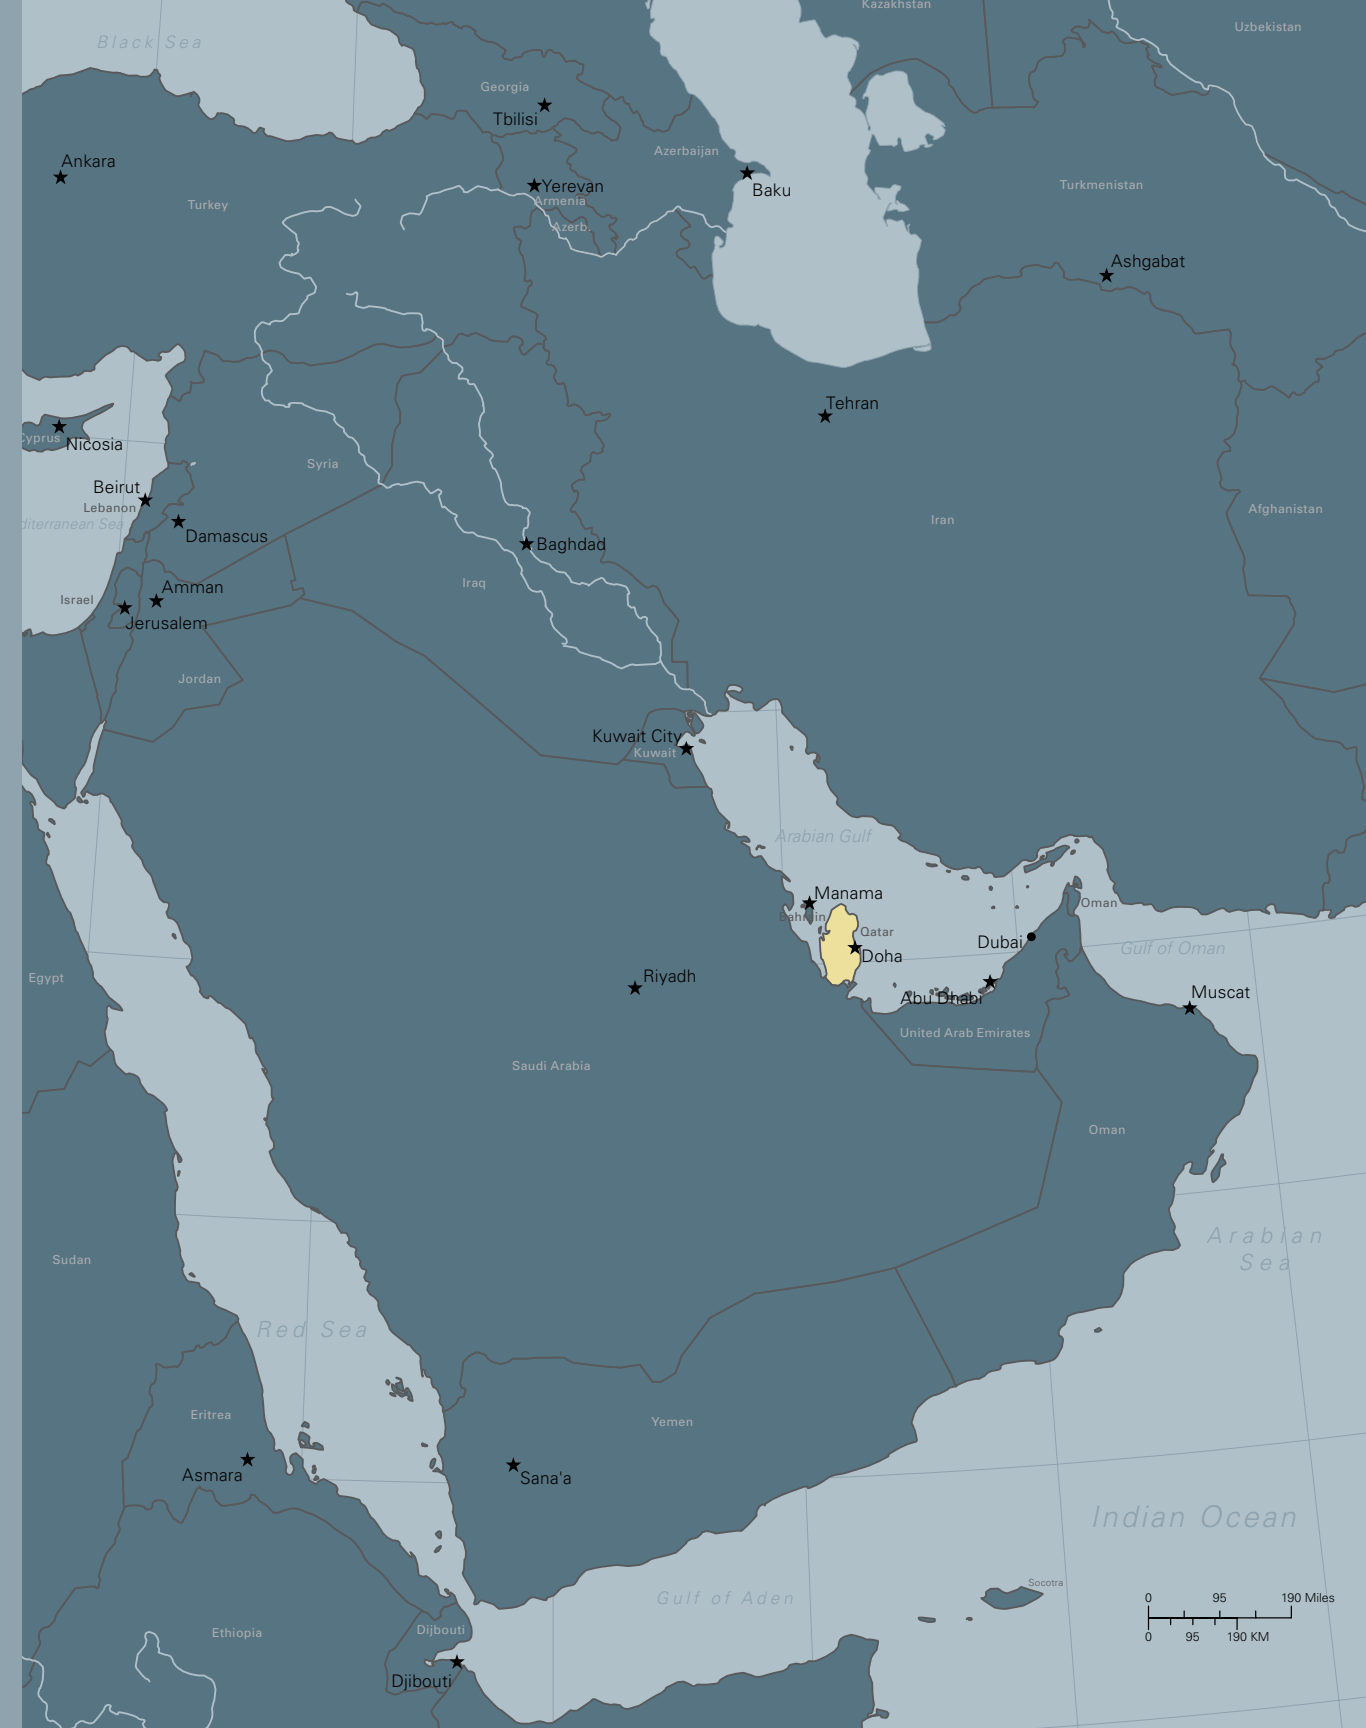 Kazakhstan
Uzbekistan
Black Sea
Georgia
Tbilisi
Azerbaijan
Ankara
Yerevan
Armenia
Azerb.
Baku
Turkmenistan
Turkey
Ashgabat
Tehran
Cyprus
Nicosia
Syria
Beirut
Lebanon
diterranean Sea
Damascus
Iran
Afghanistan
Baghdad
Iraq
Israel
Amman
Jerusalem
Jordan
Kuwait City
Kuwait
Arabian Gulf
Manama
Bahrain
Qatar
Doha
Oman
Dubai
Gulf of Oman
Egypt
Riyadh
Abu Dhabi
Muscat
United Arab Emirates
Saudi Arabia
Oman
Sudan
Arabian
Sea
Red Sea
Eritrea
Yemen
Asmara
Sana'a
Indian Ocean
Gulf of Aden
Socotra
0 95 190 Miles
0 95 190 KM
Ethiopia
Dijbouti
Djibouti